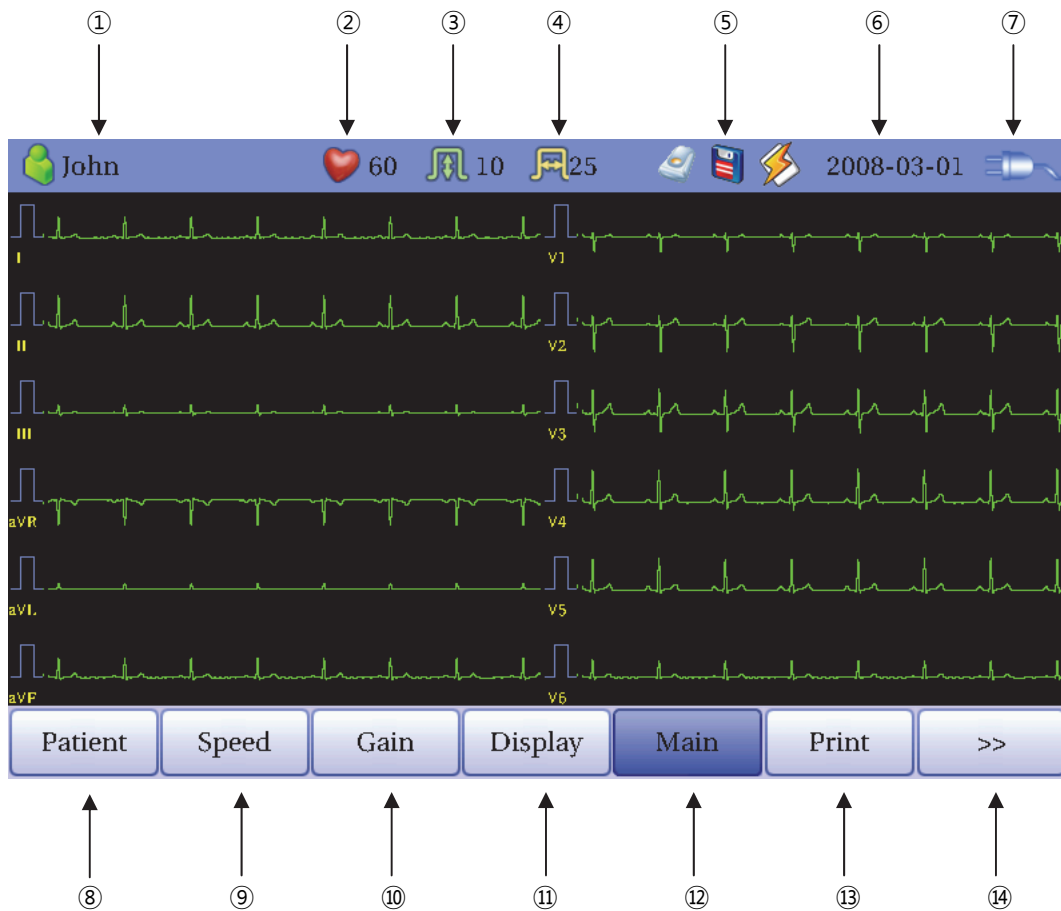 ① ② ③ ④ ⑤ ⑥ ⑦
John 60 10 25 2008-03-01
I V1
II V2
III V3
aVR V4
aVL V5
aVF V6
Patient Speed Gain Display Main Print >>
⑧ ⑨ ⑩ ⑪ ⑫ ⑬ ⑭